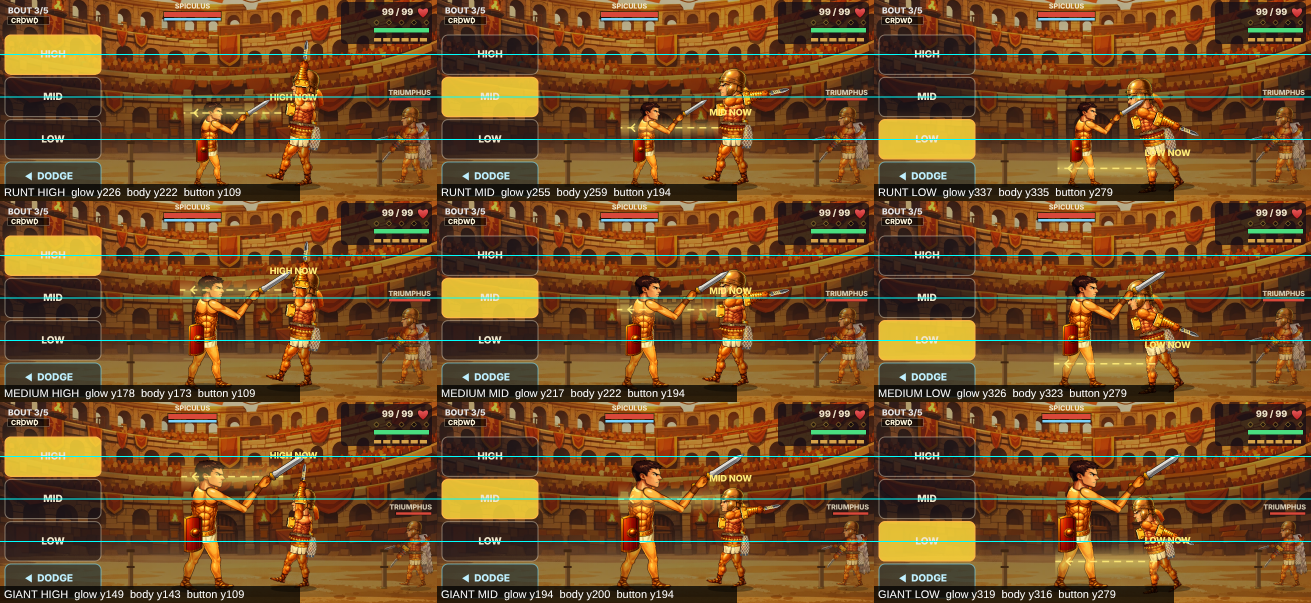 BOUT 3/5 SPICULUS 99 / 99
CROWD
HIGH
MID HIGH NOW TRIUMPHUS
LOW
DODGE
RUNT HIGH glow y226 body y222 button y109
BOUT 3/5 SPICULUS 99 / 99
CROWD
HIGH
MID TRIUMPHUS
MID NOW
LOW
DODGE
RUNT MID glow y255 body y259 button y194
BOUT 3/5 SPICULUS 99 / 99
CROWD
HIGH
MID TRIUMPHUS
LOW
LOW NOW
DODGE
RUNT LOW glow y337 body y335 button y279
BOUT 3/5 SPICULUS 99 / 99
CROWD
HIGH
HIGH NOW
MID TRIUMPHUS
LOW
DODGE
MEDIUM HIGH glow y178 body y173 button y109
BOUT 3/5 SPICULUS 99 / 99
CROWD
HIGH
MID MID NOW TRIUMPHUS
LOW
DODGE
MEDIUM MID glow y217 body y222 button y194
BOUT 3/5 SPICULUS 99 / 99
CROWD
HIGH
MID TRIUMPHUS
LOW LOW NOW
DODGE
MEDIUM LOW glow y326 body y323 button y279
BOUT 3/5 SPICULUS 99 / 99
CROWD
HIGH HIGH NOW
MID
TRIUMPHUS
LOW
DODGE
GIANT HIGH glow y149 body y143 button y109
BOUT 3/5 SPICULUS 99 / 99
CROWD
HIGH
MID NOW
MID
TRIUMPHUS
LOW
DODGE
GIANT MID glow y194 body y200 button y194
BOUT 3/5 SPICULUS 99 / 99
CROWD
HIGH
MID
TRIUMPHUS
LOW LOW NOW
DODGE
GIANT LOW glow y319 body y316 button y279